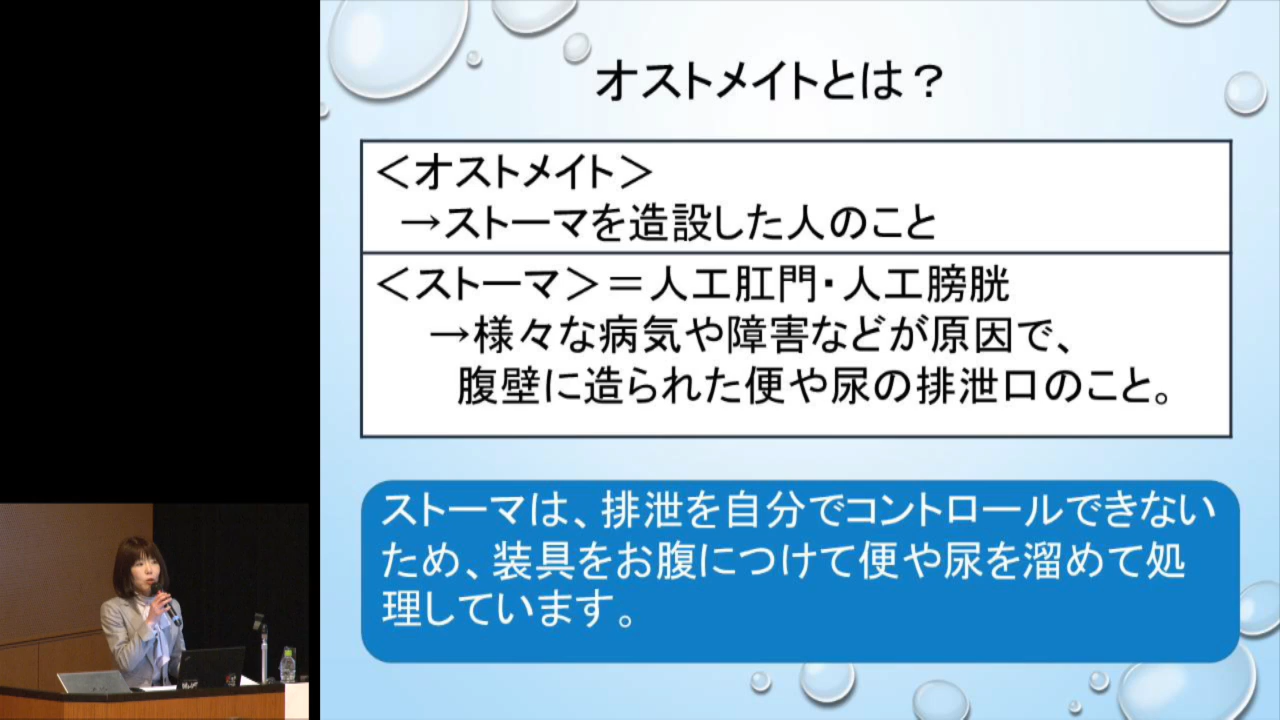 オストメイトとは？
＜オストメイト＞
→ストーマを造設した人のこと
＜ストーマ＞＝人工肛門・人工膀胱
→様々な病気や障害などが原因で、
腹壁に造られた便や尿の排泄口のこと。
ストーマは、排泄を自分でコントロールできない
ため、装具をお腹につけて便や尿を溜めて処
理しています。